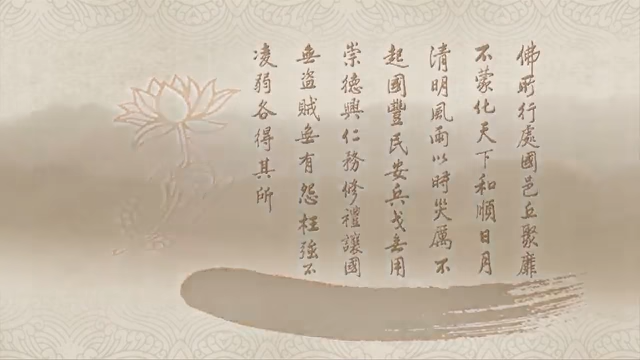 佛所行處國邑丘聚靡
不蒙化天下和順日月
清明風雨以時災厲不
起國豐民安兵戈無用
崇德興仁務修禮讓國
無盜賊無有怨枉強不
凌弱各得其所